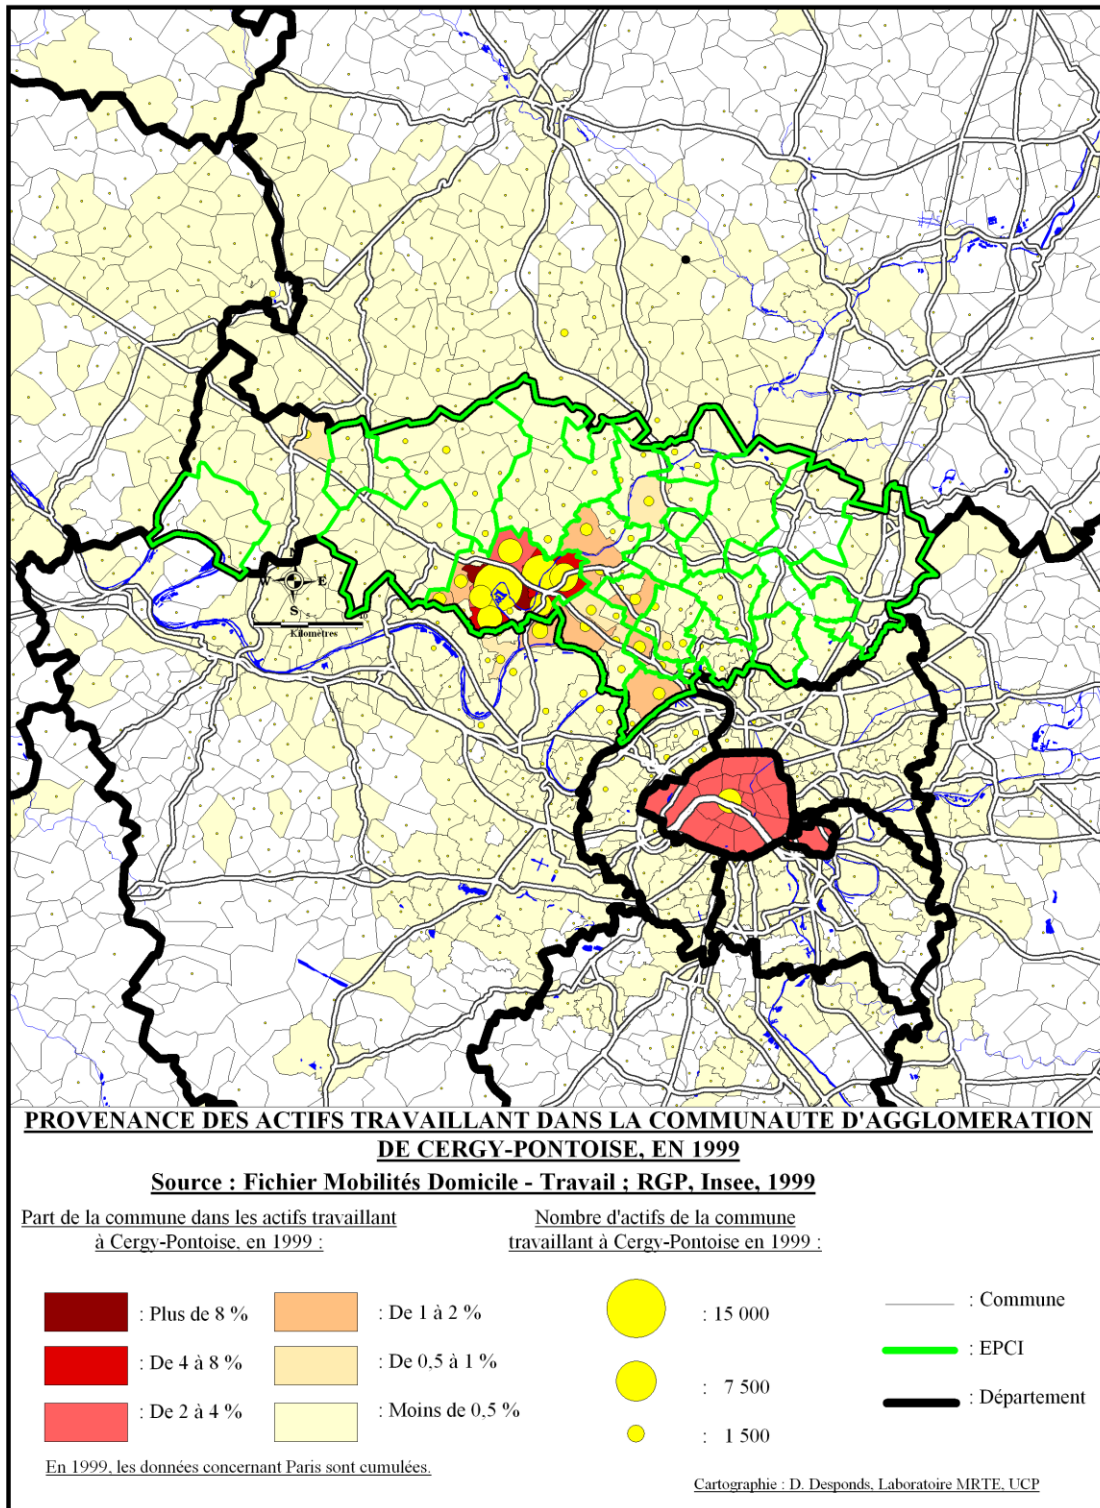 N
W
E
S
Kilomètres
PROVENANCE DES ACTIFS TRAVAILLANT DANS LA COMMUNAUTE D'AGGLOMERATION
DE CERGY-PONTOISE, EN 1999
Source : Fichier Mobilités Domicile - Travail ; RGP, Insee, 1999
Part de la commune dans les actifs travaillant
à Cergy-Pontoise, en 1999 :
: Plus de 8 %
: De 4 à 8 %
: De 2 à 4 %
: De 1 à 2 %
: De 0,5 à 1 %
: Moins de 0,5 %
En 1999, les données concernant Paris sont cumulées.
Nombre d'actifs de la commune
travaillant à Cergy-Pontoise en 1999 :
: 15 000
: 7 500
: 1 500
: Commune
: EPCI
: Département
Cartographie : D. Desponds, Laboratoire MRTE, UCP